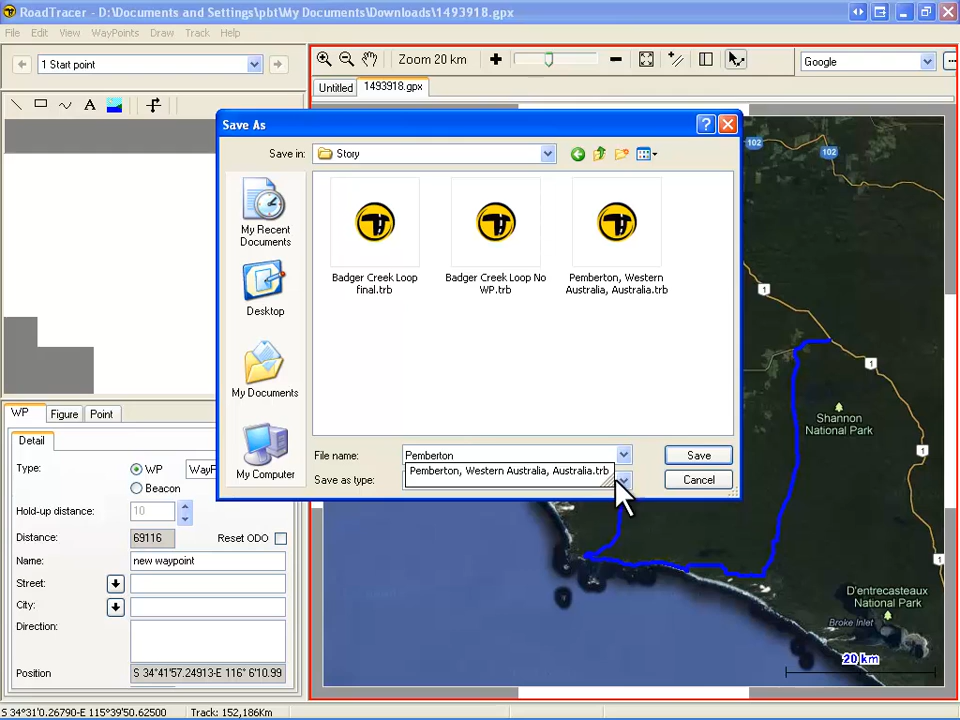 RoadTracer - D:\Documents and Settings\pbt\My Documents\Downloads\1493918.gpx
File Edit View WayPoints Draw Track Help
1 Start point
Zoom 20 km
Google
Untitled 1493918.gpx
A
Save As
Save in: Story
My Recent Documents
Desktop
My Documents
My Computer
Badger Creek Loop final.trb
Badger Creek Loop No WP.trb
Pemberton, Western Australia, Australia.trb
File name: Pemberton Save
Pemberton, Western Australia, Australia.trb
Save as type: Cancel
102
102
1
1
1
Shannon
National Park
D'entrecasteaux
National Park
Broke Inlet
20 km
WP Figure Point
Detail
Type: WP WayP
Beacon
Hold-up distance: 10
Distance: 69116 Reset ODO
Name: new waypoint
Street:
City:
Direction:
Position S 34°41'57.24913-E 116° 6'10.99
S 34°31'0.26790-E 115°39'50.62500 Track: 152,186Km